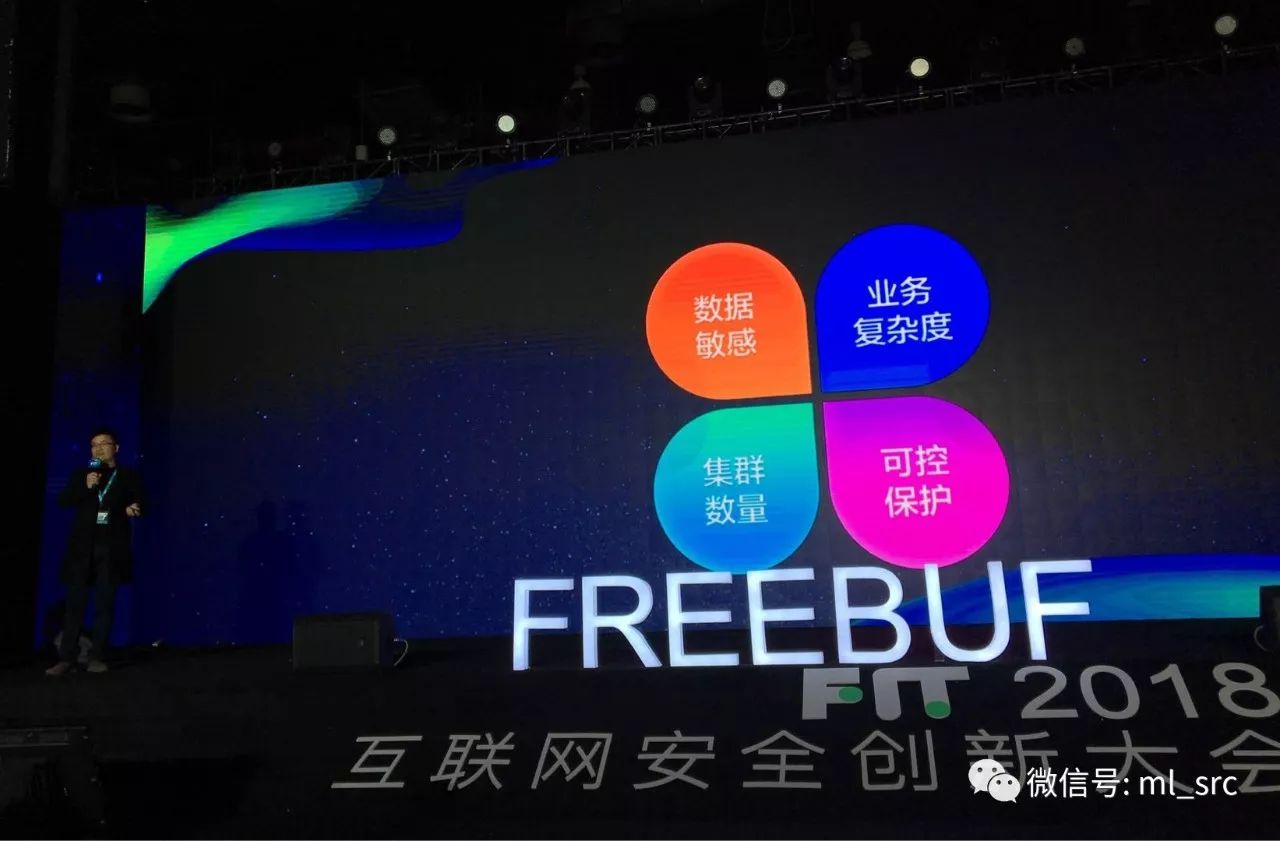 数据
敏感
业务
复杂度
集群
数量
可控
保护
FREEBUF
FIT 2018
互联网安全创新大会
微信号: ml_src